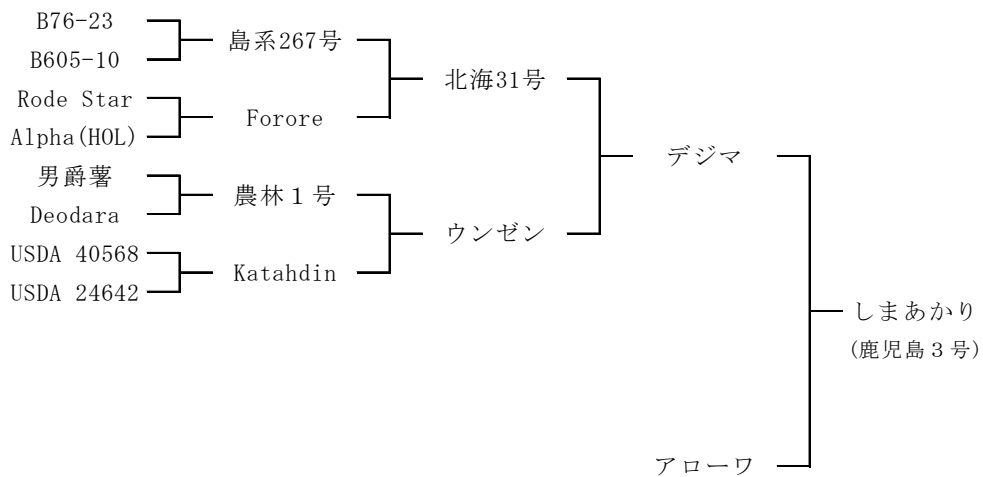 B76-23
島系267号
B605-10
北海31号
Rode Star
Forore
Alpha(HOL)
デジマ
男爵薯
農林１号
Deodara
ウンゼン
USDA 40568
Katahdin
USDA 24642
しまあかり
(鹿児島３号)
アローワ